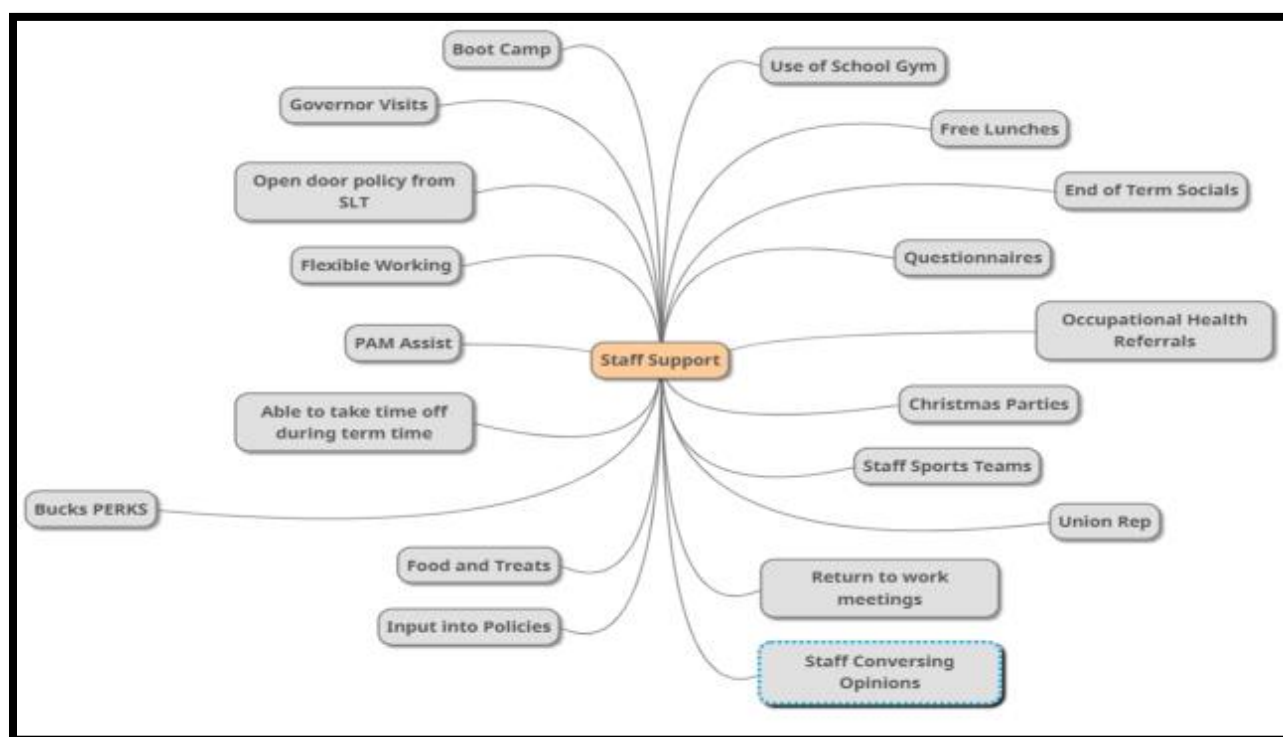 Boot Camp
Governor Visits
Open door policy from
SLT
Flexible Working
PAM Assist
Able to take time off
during term time
Bucks PERKS
Food and Treats
Input into Policies
Staff Support
Use of School Gym
Free Lunches
End of Term Socials
Questionnaires
Occupational Health
Referrals
Christmas Parties
Staff Sports Teams
Union Rep
Return to work
meetings
Staff Conversing
Opinions